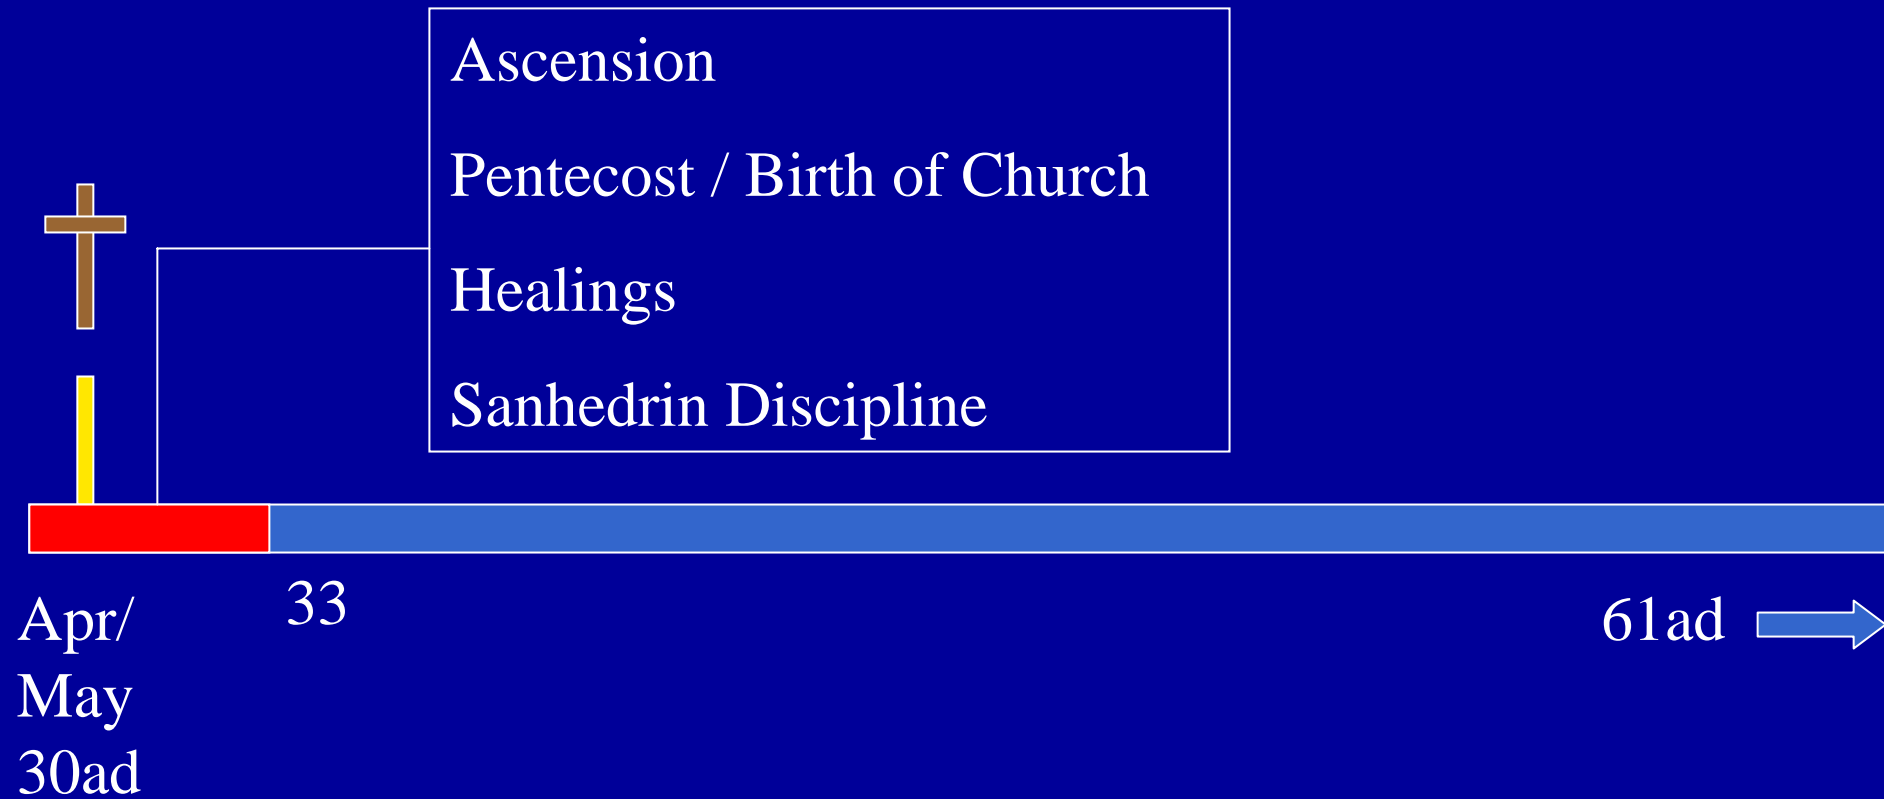 Ascension
Pentecost / Birth of Church
Healings
Sanhedrin Discipline
33
Apr/
May
30ad
61ad